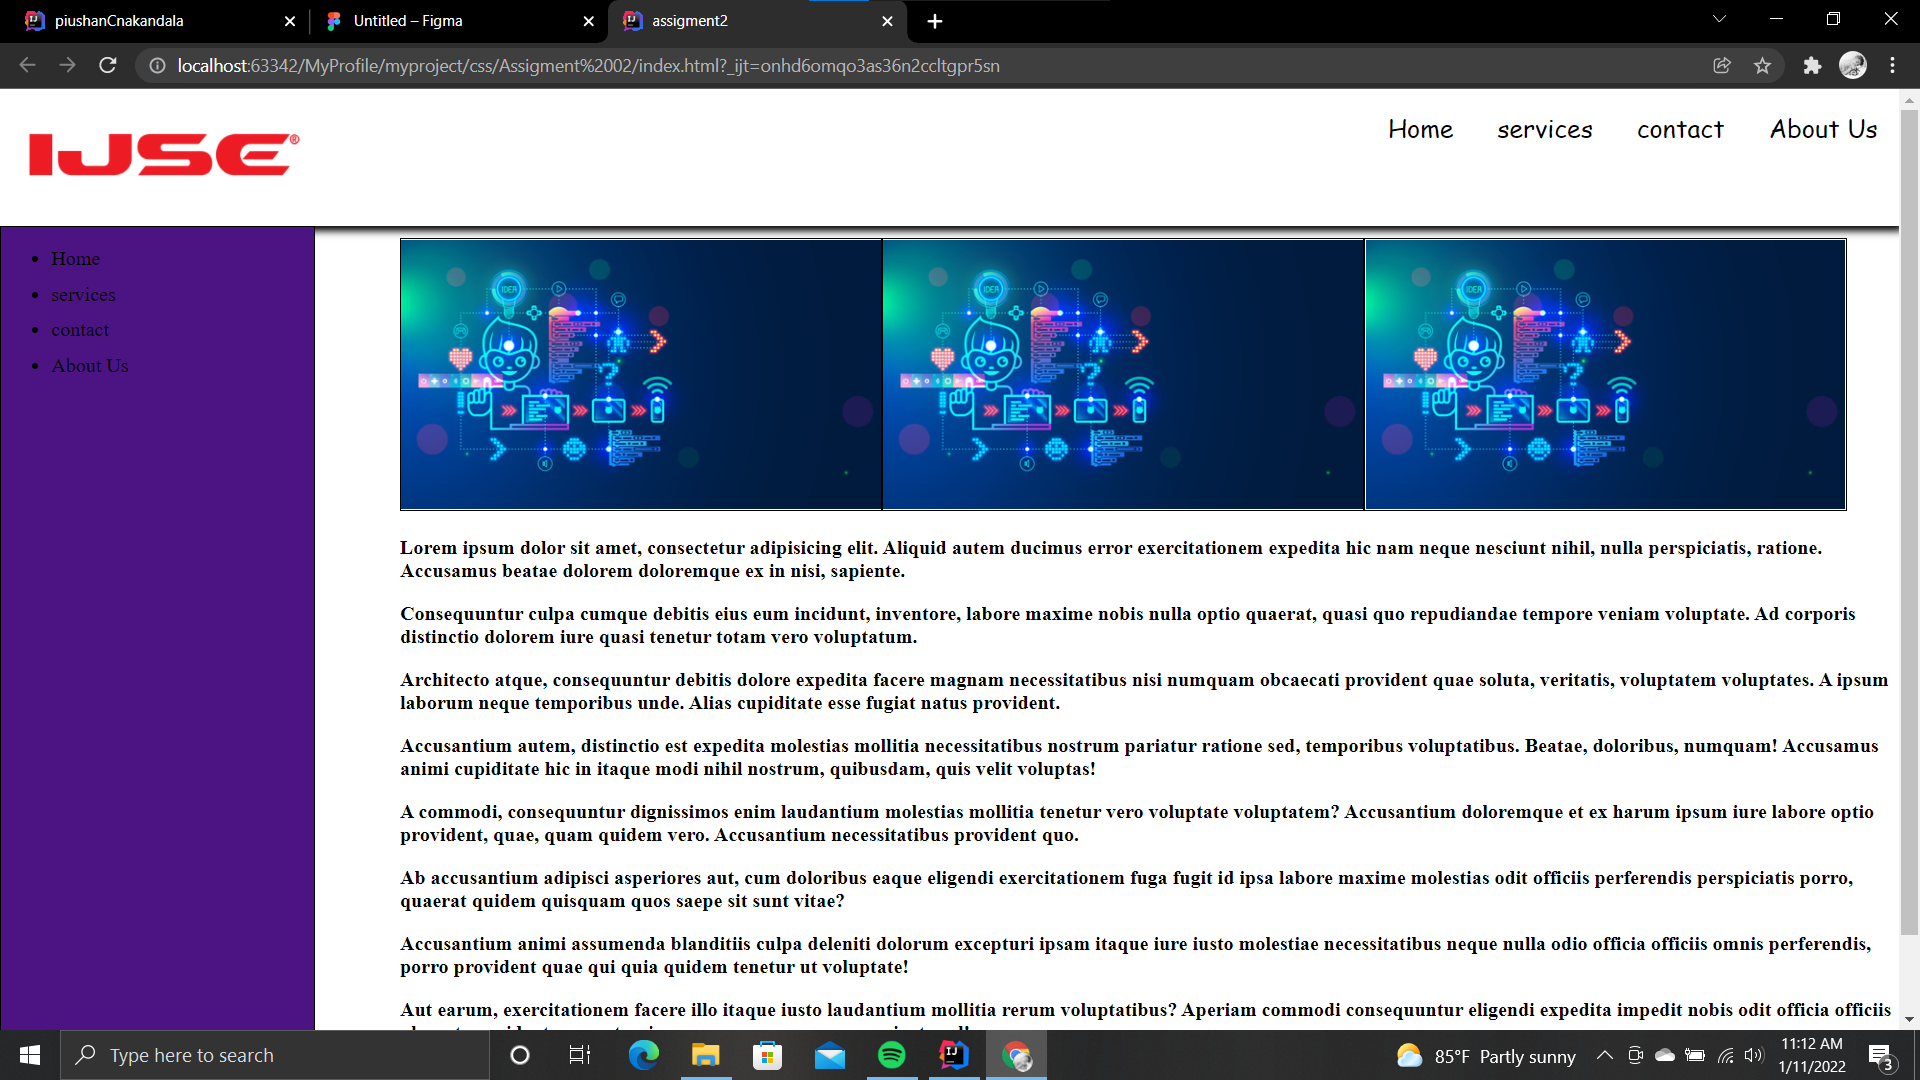 piushanCnakandala
Untitled – Figma
assigment2
localhost:63342/MyProfile/myproject/css/Assigment%2002/index.html?_ijt=onhd6omqo3as36n2ccltgpr5sn
IJSE®
Home services contact About Us
Home
services
contact
About Us
IDEA IDEA IDEA
Lorem ipsum dolor sit amet, consectetur adipisicing elit. Aliquid autem ducimus error exercitationem expedita hic nam neque nesciunt nihil, nulla perspiciatis, ratione.
Accusamus beatae dolorem doloremque ex in nisi, sapiente.
Consequuntur culpa cumque debitis eius eum incidunt, inventore, labore maxime nobis nulla optio quaerat, quasi quo repudiandae tempore veniam voluptate. Ad corporis
distinctio dolorem iure quasi tenetur totam vero voluptatum.
Architecto atque, consequuntur debitis dolore expedita facere magnam necessitatibus nisi numquam obcaecati provident quae soluta, veritatis, voluptatem voluptates. A ipsum
laborum neque temporibus unde. Alias cupiditate esse fugiat natus provident.
Accusantium autem, distinctio est expedita molestias mollitia necessitatibus nostrum pariatur ratione sed, temporibus voluptatibus. Beatae, doloribus, numquam! Accusamus
animi cupiditate hic in itaque modi nihil nostrum, quibusdam, quis velit voluptas!
A commodi, consequuntur dignissimos enim laudantium molestias mollitia tenetur vero voluptate voluptatem? Accusantium doloremque et ex harum ipsum iure labore optio
provident, quae, quam quidem vero. Accusantium necessitatibus provident quo.
Ab accusantium adipisci asperiores aut, cum doloribus eaque eligendi exercitationem fuga fugit id ipsa labore maxime molestias odit officiis perferendis perspiciatis porro,
quaerat quidem quisquam quos saepe sit sunt vitae?
Accusantium animi assumenda blanditiis culpa deleniti dolorum excepturi ipsam itaque iure iusto molestiae necessitatibus neque nulla odio officia officiis omnis perferendis,
porro provident quae qui quia quidem tenetur ut voluptate!
Aut earum, exercitationem facere illo itaque iusto laudantium mollitia rerum voluptatibus? Aperiam commodi consequuntur eligendi expedita impedit nobis odit officia officiis
Type here to search
85°F Partly sunny
11:12 AM
1/11/2022
3